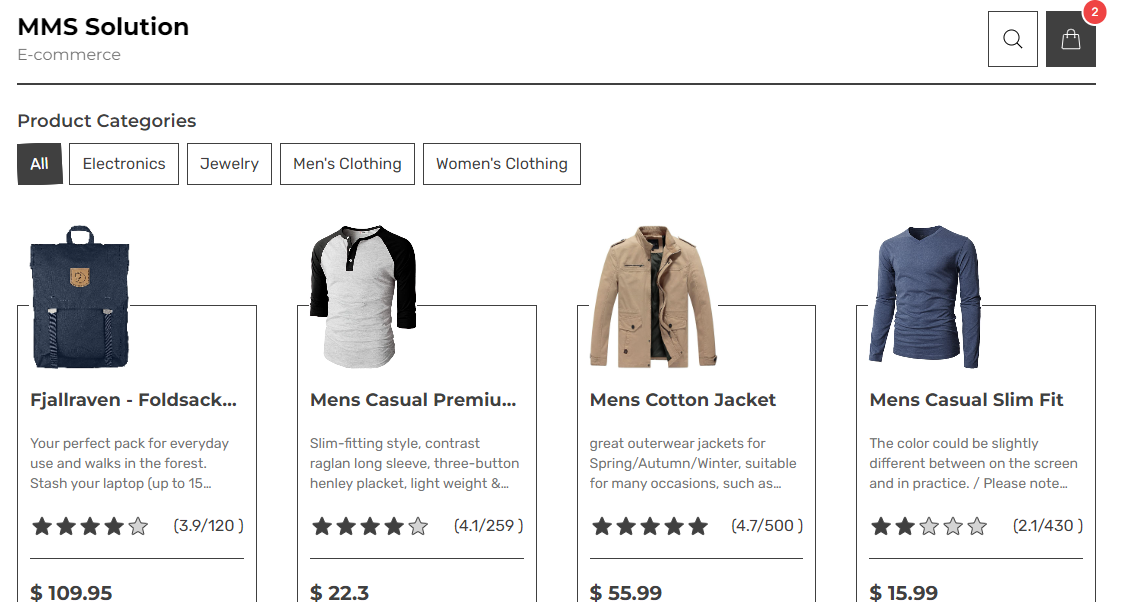 MMS Solution
E-commerce
2
Product Categories
All
Electronics
Jewelry
Men's Clothing
Women's Clothing
Fjallraven - Foldsack...
Your perfect pack for everyday
use and walks in the forest.
Stash your laptop (up to 15...
(3.9/120 )
$ 109.95
Mens Casual Premiu...
Slim-fitting style, contrast
raglan long sleeve, three-button
henley placket, light weight &...
(4.1/259 )
$ 22.3
Mens Cotton Jacket
great outerwear jackets for
Spring/Autumn/Winter, suitable
for many occasions, such as...
(4.7/500 )
$ 55.99
Mens Casual Slim Fit
The color could be slightly
different between on the screen
and in practice. / Please note...
(2.1/430 )
$ 15.99